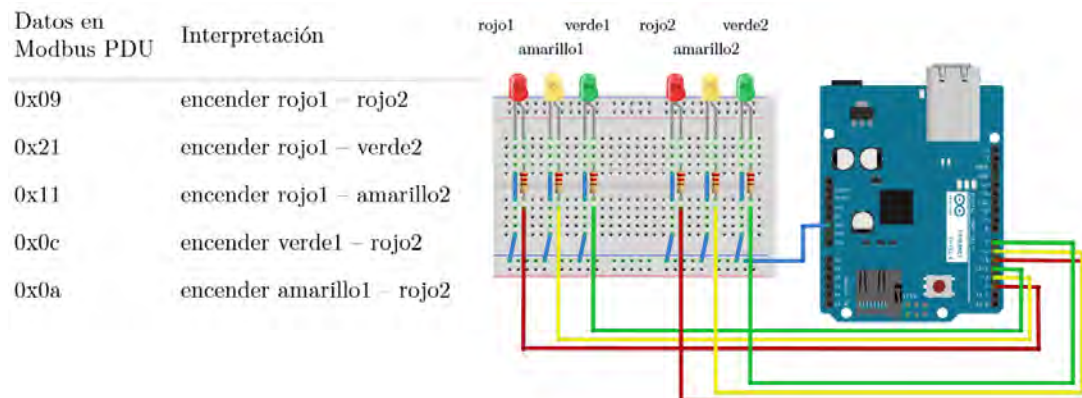 Datos en
Modbus PDU
Interpretación
0x09 encender rojo1 – rojo2
0x21 encender rojo1 – verde2
0x11 encender rojo1 – amarillo2
0x0c encender verde1 – rojo2
0x0a encender amarillo1 – rojo2
rojo1 verde1 rojo2 verde2
amarillo1 amarillo2